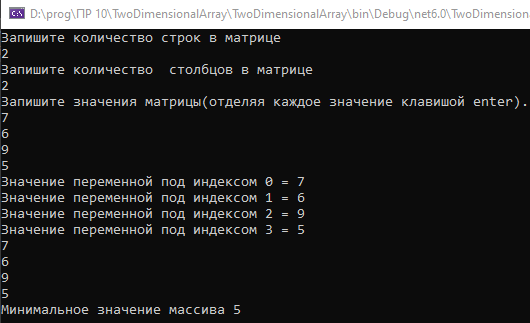 D:\prog\ПР 10\TwoDimensionalArray\TwoDimensionalArray\bin\Debug\net6.0\TwoDimension
Запишите количество строк в матрице
2
Запишите количество  столбцов в матрице
2
Запишите значения матрицы(отделяя каждое значение клавишой enter).
7
6
9
5
Значение переменной под индексом 0 = 7
Значение переменной под индексом 1 = 6
Значение переменной под индексом 2 = 9
Значение переменной под индексом 3 = 5
7
6
9
5
Минимальное значение массива 5